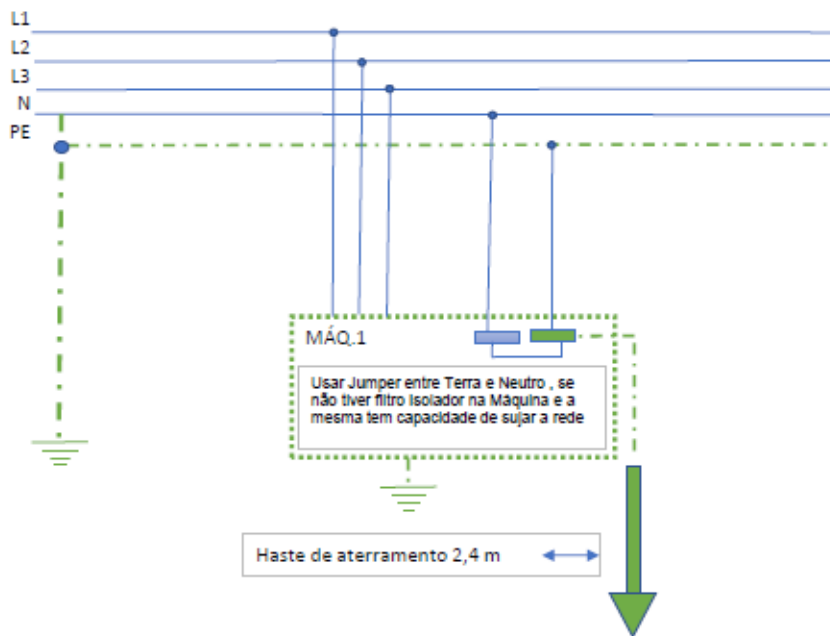 L1
L2
L3
N
PE
MÁQ.1
Usar Jumper entre Terra e Neutro , se
não tiver filtro Isolador na Máquina e a
mesma tem capacidade de sujar a rede
Haste de aterramento 2,4 m